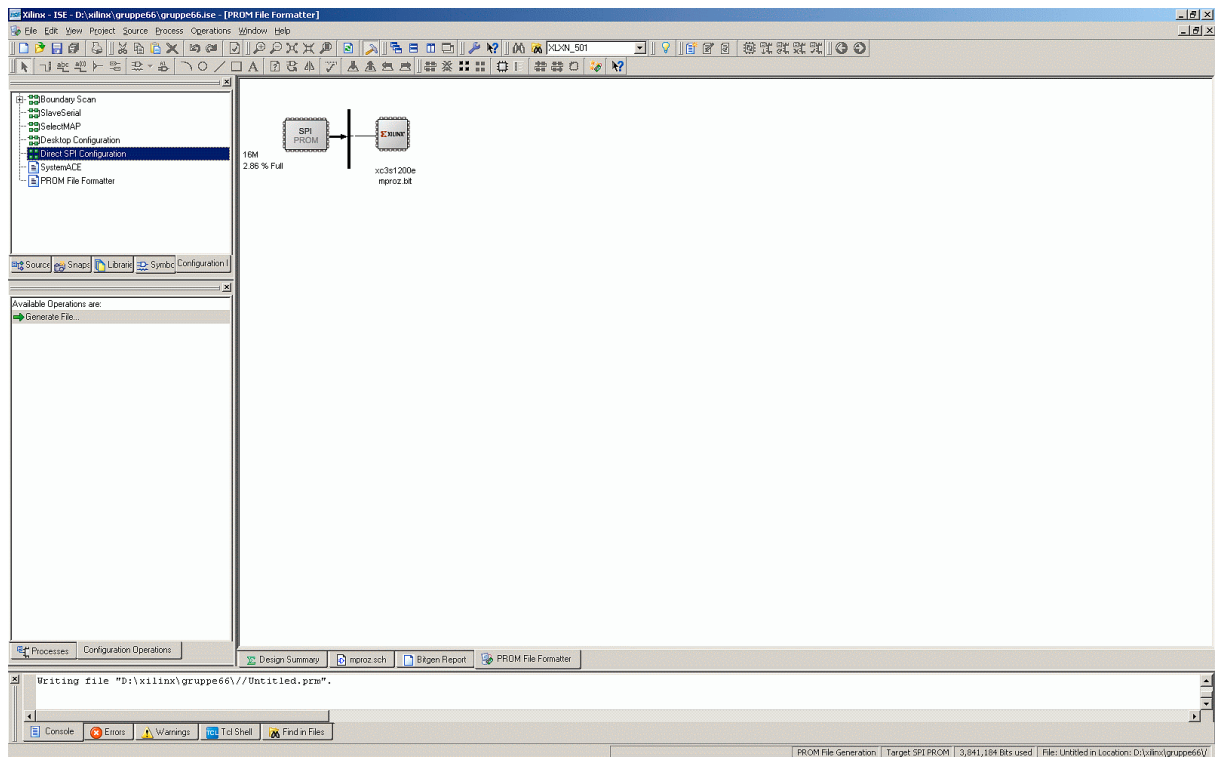 Xilinx - ISE - D:\xilinx\gruppe66\gruppe66.ise - [PROM File Formatter]
File Edit View Project Source Process Operations Window Help
XLXN_501
Boundary Scan
SlaveSerial
SelectMAP
Desktop Configuration
Direct SPI Configuration
SystemACE
PROM File Formatter
SPI
PROM
16M
2.86 % Full
XILINX
xc3s1200e
mproz.bit
Source Snaps Librarie Symbc Configuration
Available Operations are:
Generate File...
Processes Configuration Operations
Design Summary mproz.sch Bitgen Report PROM File Formatter
Writing file "D:\xilinx\gruppe66\//Untitled.prm".
Console Errors Warnings Tcl Shell Find in Files
PROM File Generation Target SPI PROM 3,841,184 Bits used File: Untitled in Location: D:\xilinx\gruppe66\/